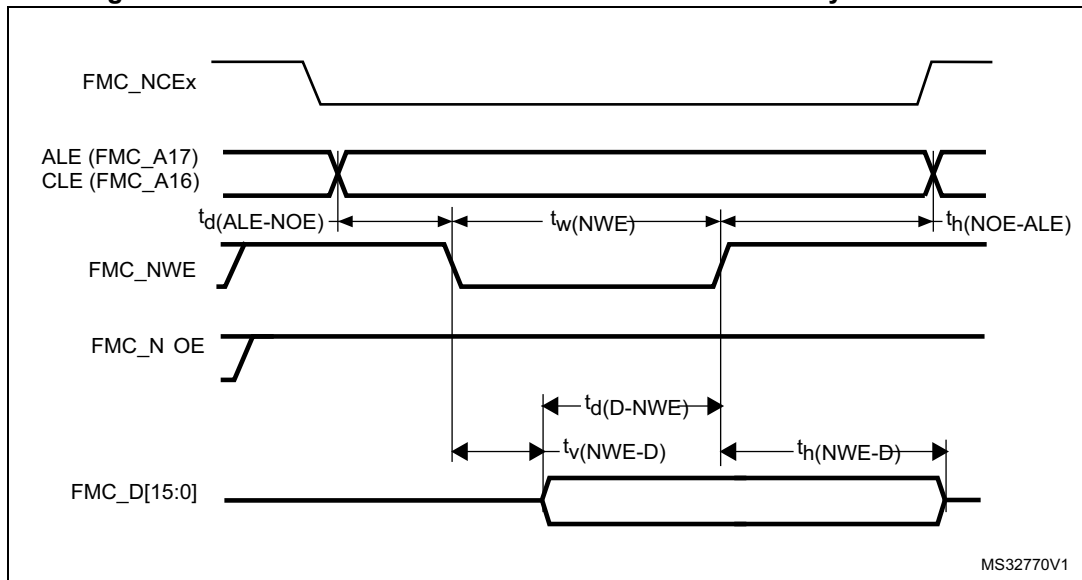 FMC_NCEx
ALE (FMC_A17)
CLE (FMC_A16)
td(ALE-NOE) tw(NWE) th(NOE-ALE)
FMC_NWE
FMC_N OE
td(D-NWE)
tv(NWE-D) th(NWE-D)
FMC_D[15:0]
MS32770V1